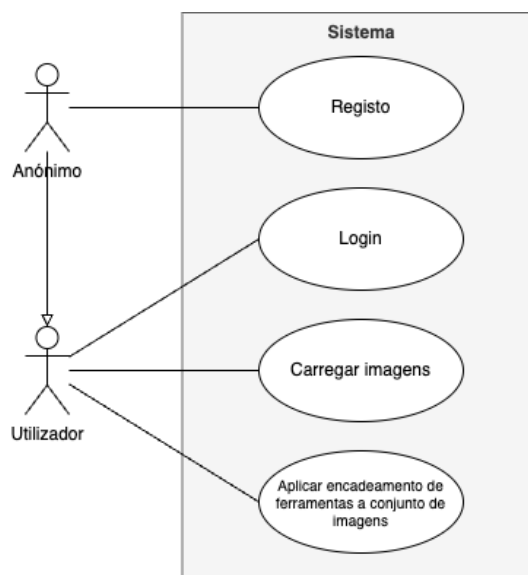 Sistema
Registo
Anónimo
Login
Carregar imagens
Utilizador
Aplicar encadeamento de
ferramentas a conjunto de
imagens